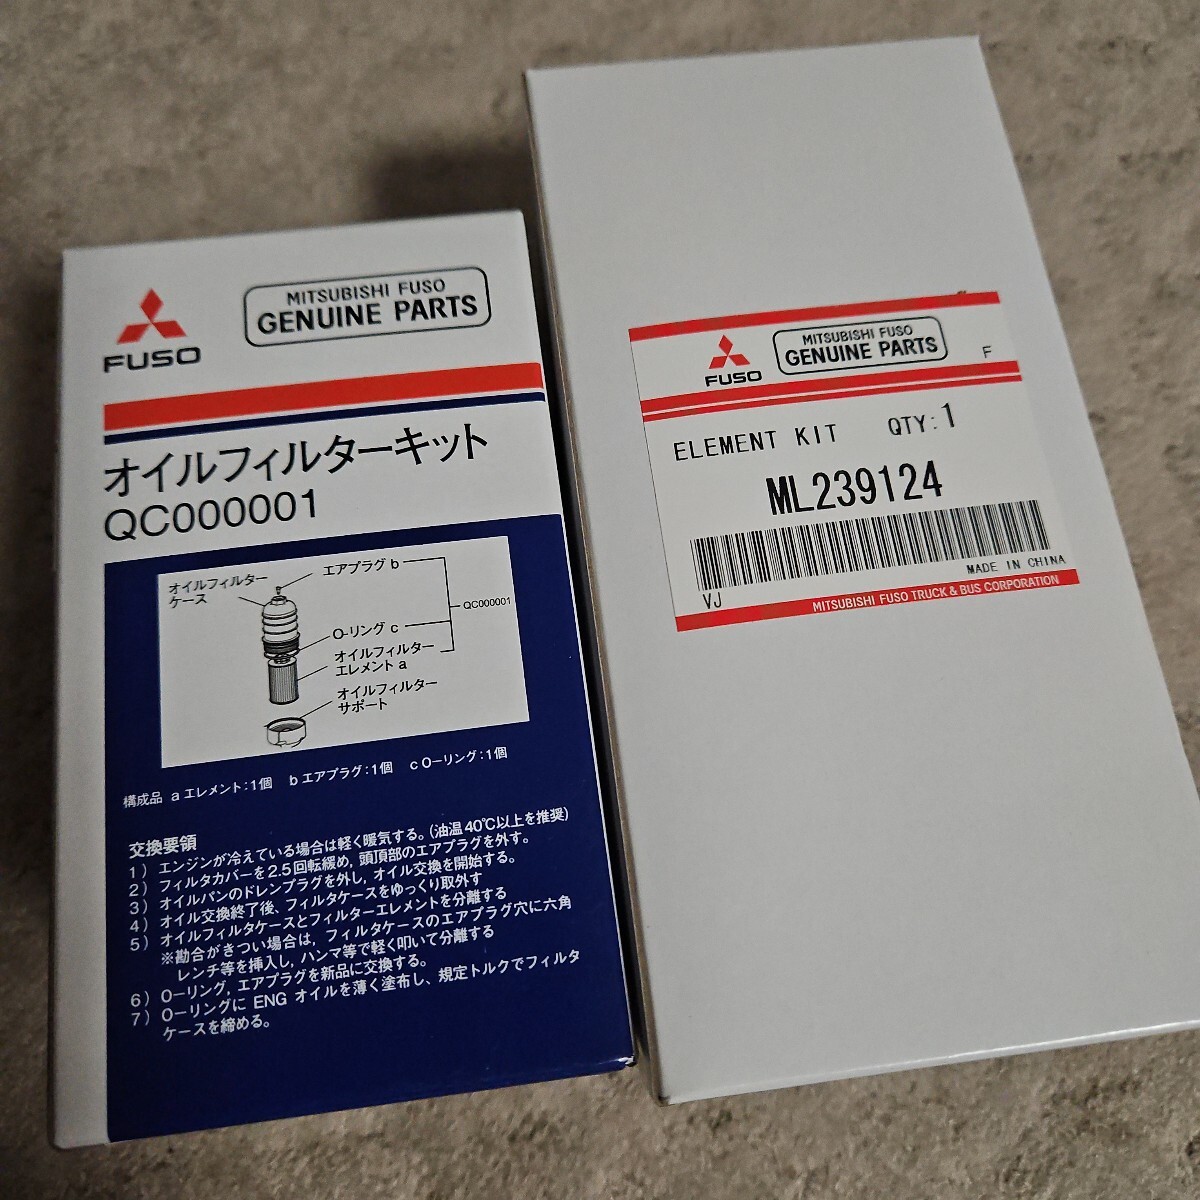 FUSO
MITSUBISHI FUSO
GENUINE PARTS
オイルフィルターキット
QC000001
オイルフィルター
ケース
エアプラグ b
QC000001
O-リング c
オイルフィルター
エレメント a
オイルフィルター
サポート
構成品 a エレメント：1個 b エアプラグ：1個 c O-リング：1個
交換要領
1） エンジンが冷えている場合は軽く暖気する。（油温40℃以上を推奨）
2） フィルタカバーを2.5回転緩め，頭頂部のエアプラグを外す。
3） オイルパンのドレンプラグを外し，オイル交換を開始する。
4） オイル交換終了後、フィルタケースをゆっくり取外す
5） オイルフィルタケースとフィルターエレメントを分離する
※勘合がきつい場合は，フィルタケースのエアプラグ穴に六角
レンチ等を挿入し，ハンマ等で軽く叩いて分離する
6） O-リング，エアプラグを新品に交換する。
7） O-リングに ENG オイルを薄く塗布し、規定トルクでフィルタ
ケースを締める。
FUSO
MITSUBISHI FUSO
GENUINE PARTS
F
ELEMENT KIT QTY:1
ML239124
MADE IN CHINA
VJ
MITSUBISHI FUSO TRUCK & BUS CORPORATION